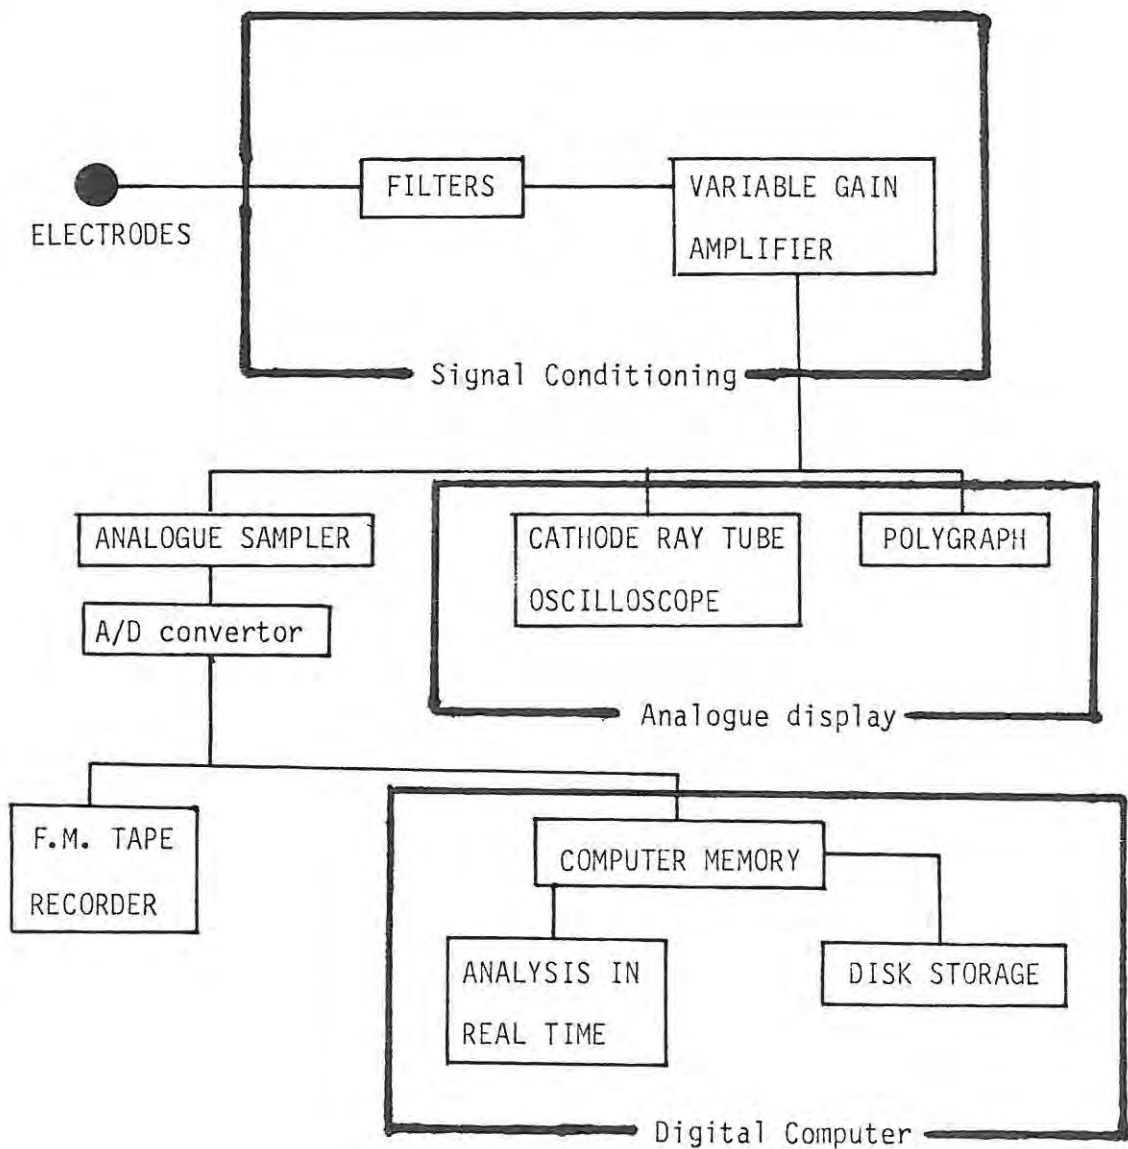 FILTERS
VARIABLE GAIN
AMPLIFIER
ELECTRODES
Signal Conditioning
ANALOGUE SAMPLER
A/D convertor
CATHODE RAY TUBE
OSCILLOSCOPE
POLYGRAPH
Analogue display
F.M. TAPE
RECORDER
COMPUTER MEMORY
ANALYSIS IN
REAL TIME
DISK STORAGE
Digital Computer